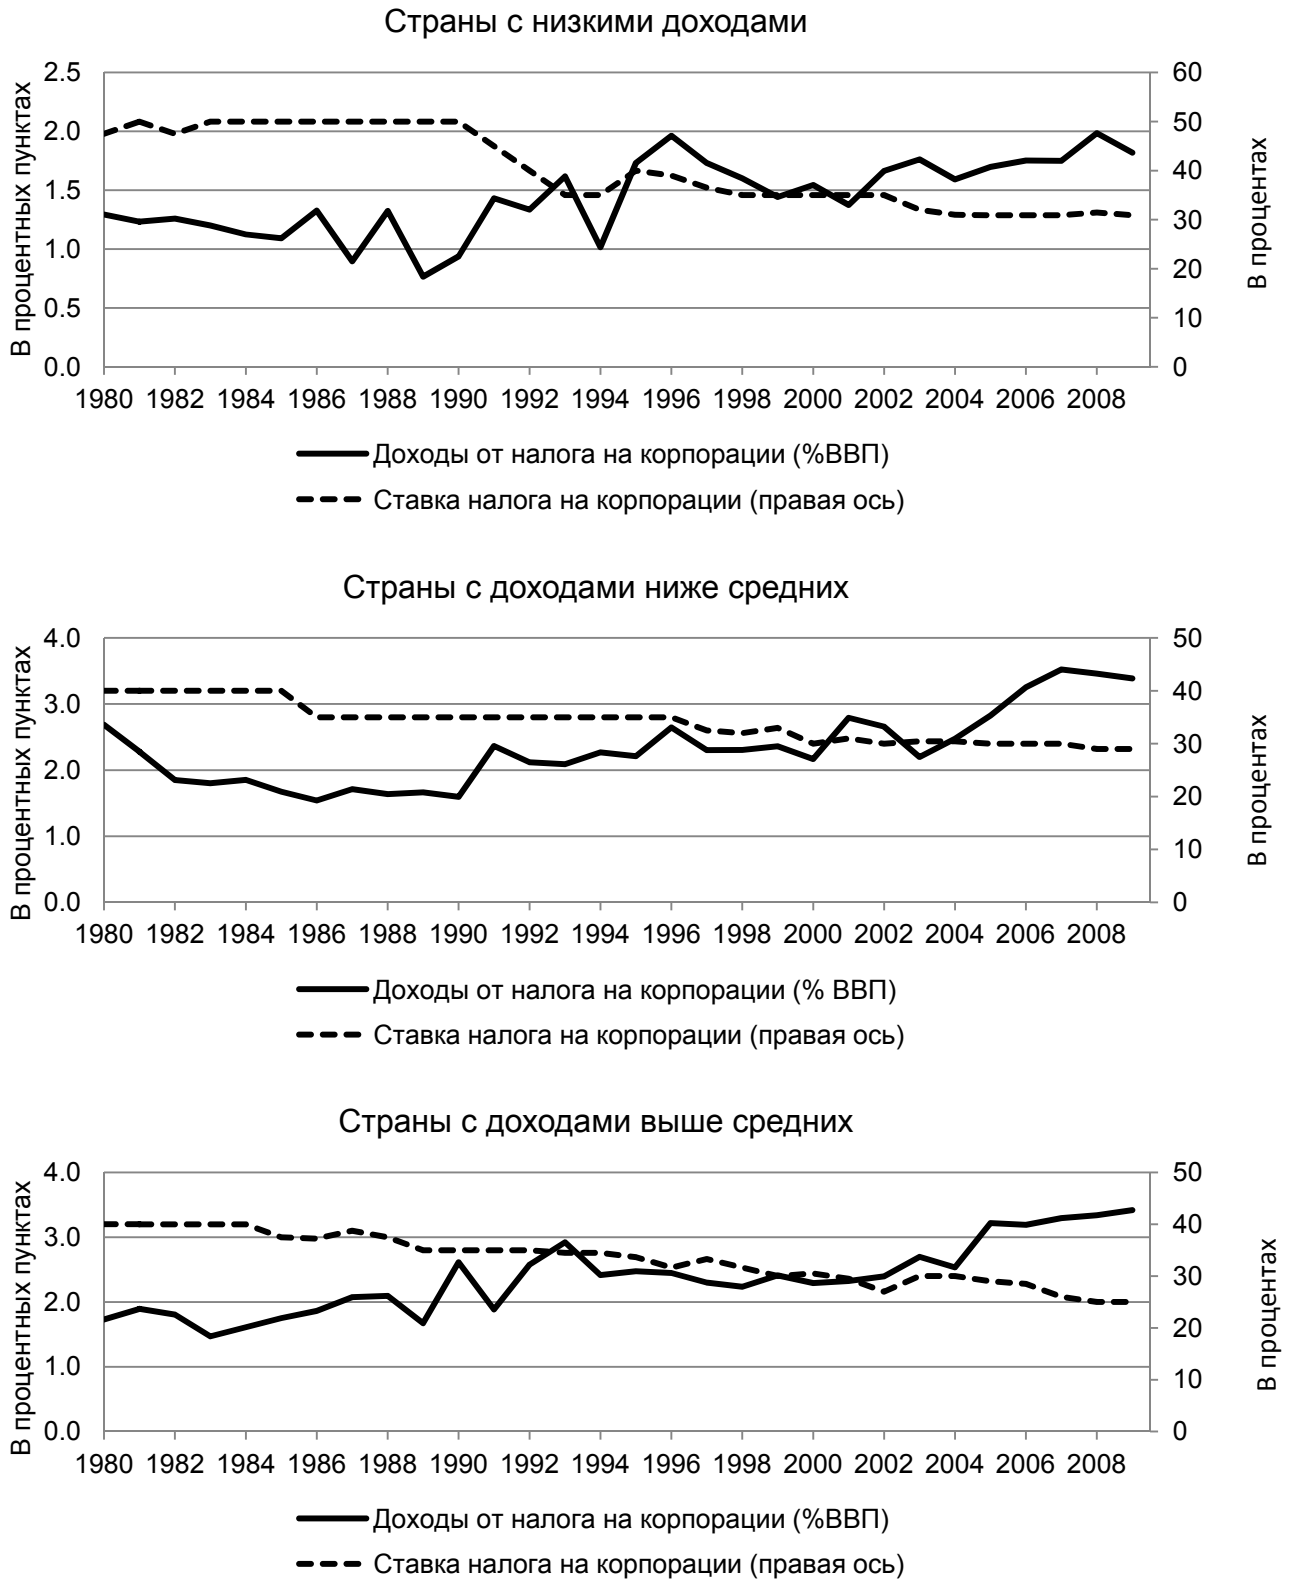 Страны с низкими доходами
В процентных пунктах
2.5
2.0
1.5
1.0
0.5
0.0
60
50
40
30
20
10
0
В процентах
1980 1982 1984 1986 1988 1990 1992 1994 1996 1998 2000 2002 2004 2006 2008
Доходы от налога на корпорации (%ВВП)
Ставка налога на корпорации (правая ось)
Страны с доходами ниже средних
В процентных пунктах
4.0
3.0
2.0
1.0
0.0
50
40
30
20
10
0
В процентах
1980 1982 1984 1986 1988 1990 1992 1994 1996 1998 2000 2002 2004 2006 2008
Доходы от налога на корпорации (% ВВП)
Ставка налога на корпорации (правая ось)
Страны с доходами выше средних
В процентных пунктах
4.0
3.0
2.0
1.0
0.0
50
40
30
20
10
0
В процентах
1980 1982 1984 1986 1988 1990 1992 1994 1996 1998 2000 2002 2004 2006 2008
Доходы от налога на корпорации (%ВВП)
Ставка налога на корпорации (правая ось)